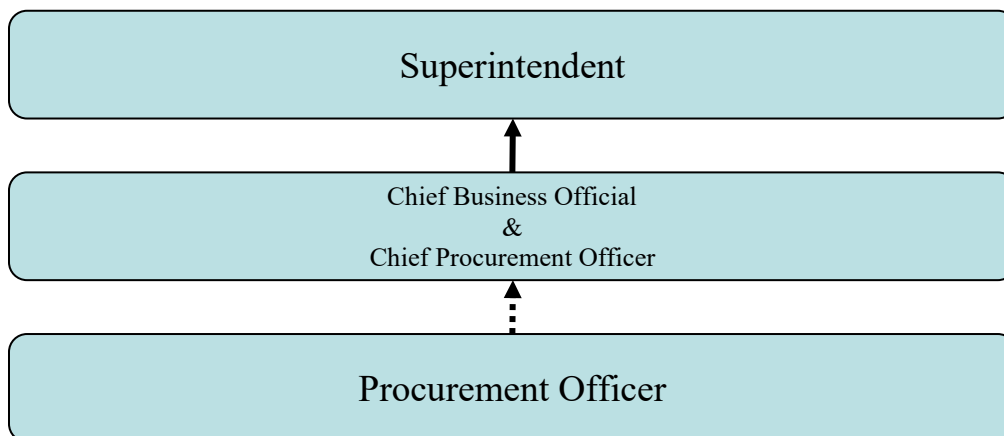 Superintendent
Chief Business Official
&
Chief Procurement Officer
Procurement Officer